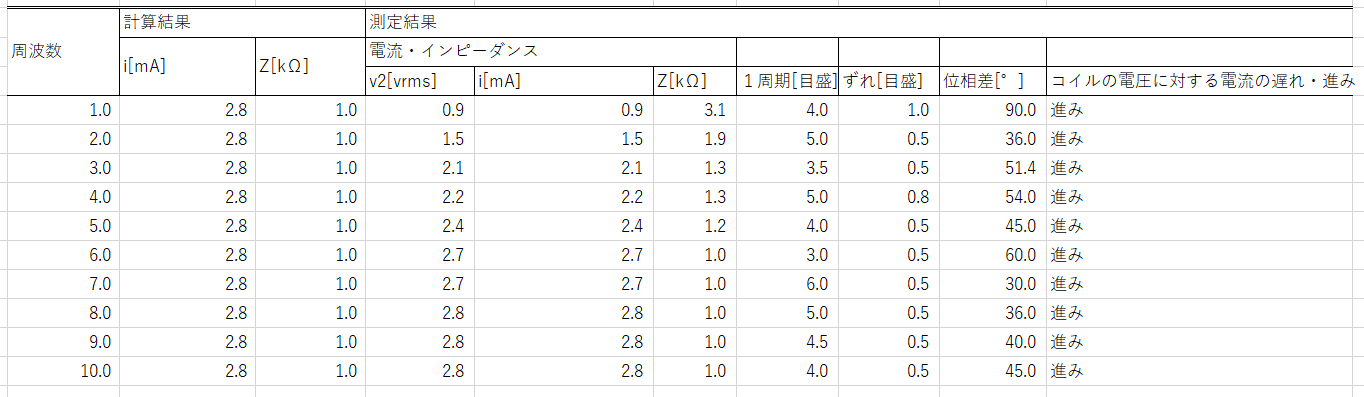 計算結果 測定結果
周波数 電流・インピーダンス
i[mA] Z[kΩ]
v2[vrms] i[mA] Z[kΩ] １周期[目盛] ずれ[目盛] 位相差[°] コイルの電圧に対する電流の遅れ・進み
1.0 2.8 1.0 0.9 0.9 3.1 4.0 1.0 90.0 進み
2.0 2.8 1.0 1.5 1.5 1.9 5.0 0.5 36.0 進み
3.0 2.8 1.0 2.1 2.1 1.3 3.5 0.5 51.4 進み
4.0 2.8 1.0 2.2 2.2 1.3 5.0 0.8 54.0 進み
5.0 2.8 1.0 2.4 2.4 1.2 4.0 0.5 45.0 進み
6.0 2.8 1.0 2.7 2.7 1.0 3.0 0.5 60.0 進み
7.0 2.8 1.0 2.7 2.7 1.0 6.0 0.5 30.0 進み
8.0 2.8 1.0 2.8 2.8 1.0 5.0 0.5 36.0 進み
9.0 2.8 1.0 2.8 2.8 1.0 4.5 0.5 40.0 進み
10.0 2.8 1.0 2.8 2.8 1.0 4.0 0.5 45.0 進み